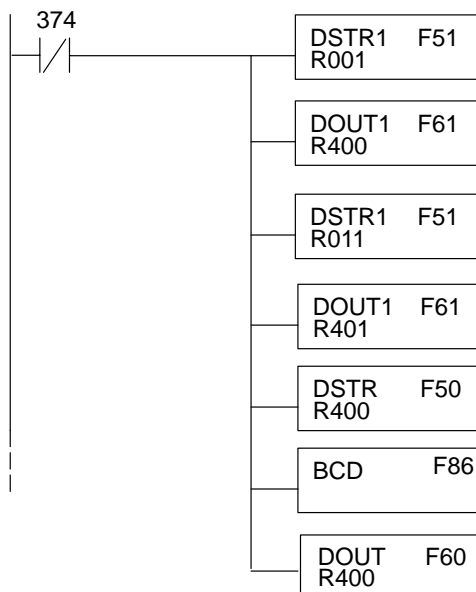 374
DSTR1 F51
R001
DOUT1 F61
R400
DSTR1 F51
R011
DOUT1 F61
R401
DSTR F50
R400
BCD F86
DOUT F60
R400